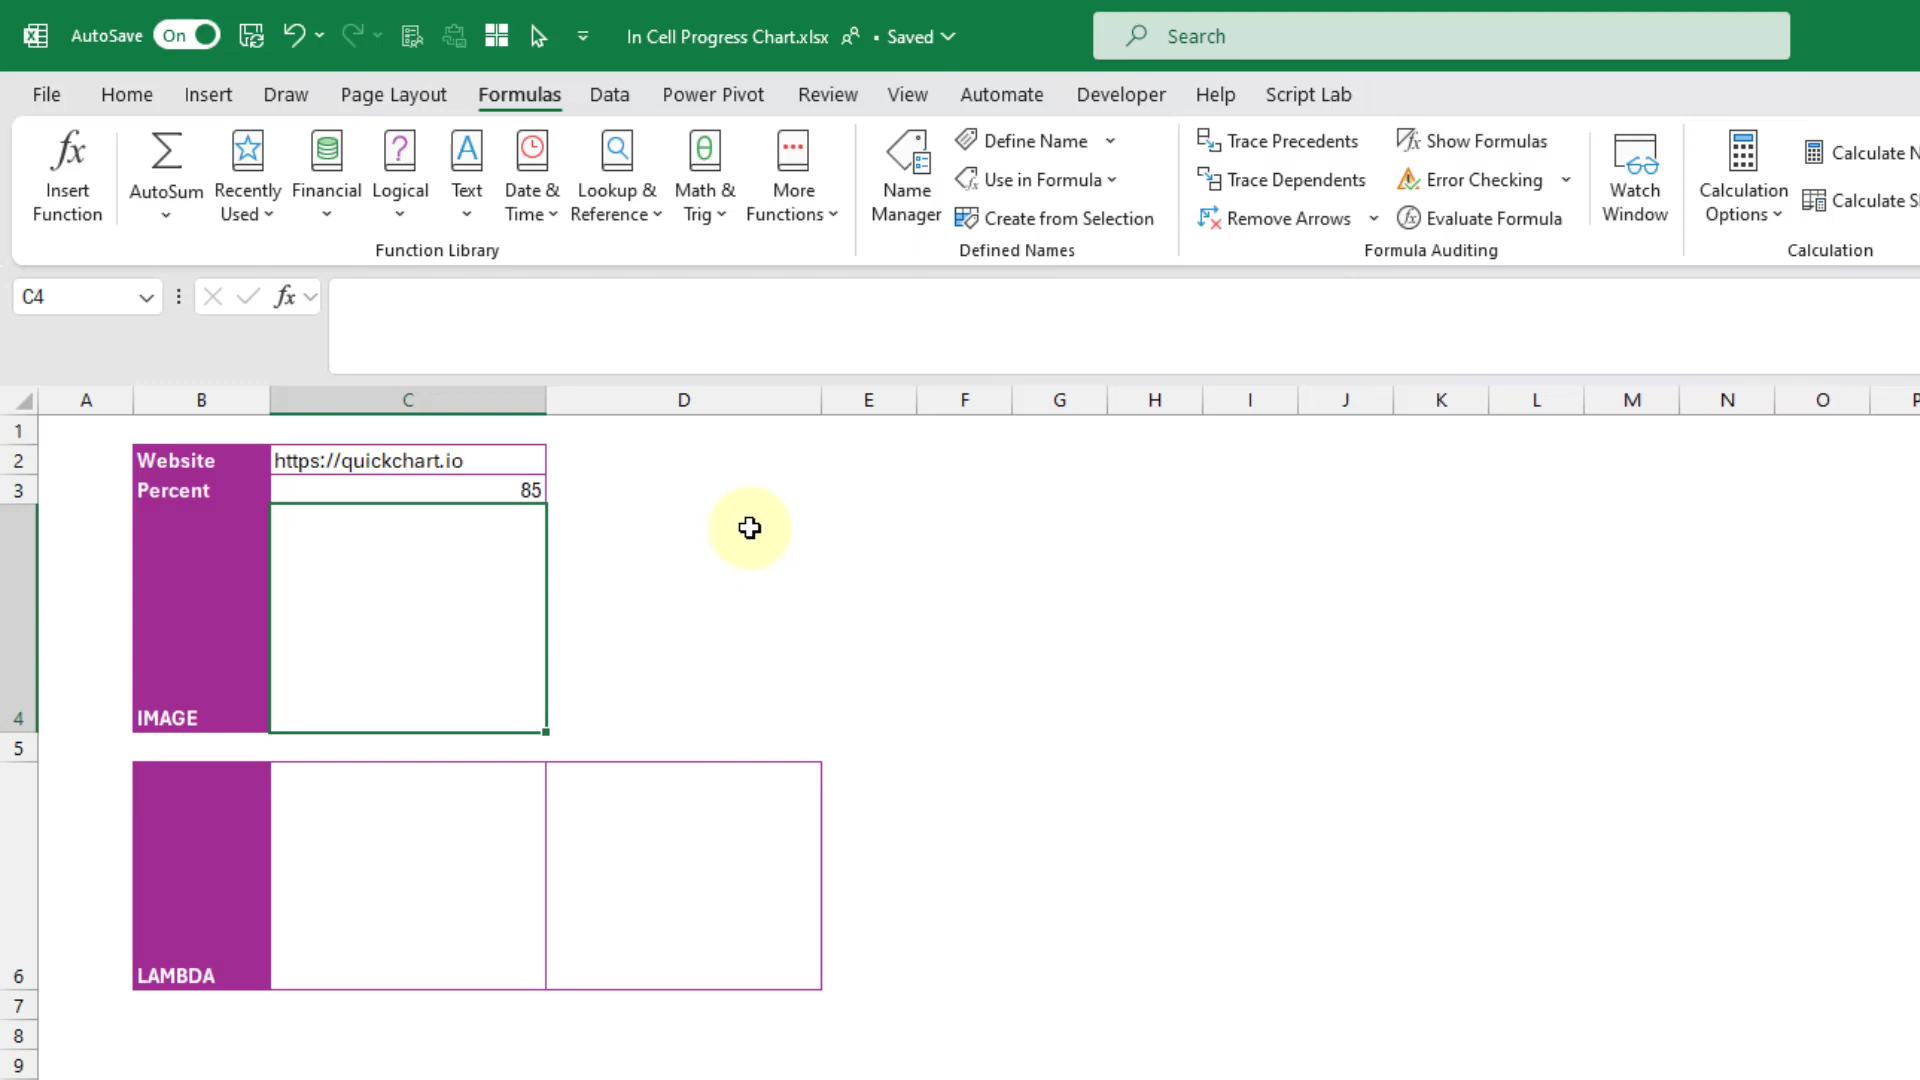 AutoSave On In Cell Progress Chart.xlsx • Saved Search
File Home Insert Draw Page Layout Formulas Data Power Pivot Review View Automate Developer Help Script Lab
fx Insert Function
AutoSum
Recently Used
Financial
Logical
Text
Date & Time
Lookup & Reference
Math & Trig
More Functions
Function Library
Name Manager
Define Name
Use in Formula
Create from Selection
Defined Names
Trace Precedents
Trace Dependents
Remove Arrows
Show Formulas
Error Checking
Evaluate Formula
Formula Auditing
Watch Window
Calculation Options
Calculate N
Calculate S
Calculation
C4 fx
A B C D E F G H I J K L M N O P
1
2 Website https://quickchart.io
3 Percent 85
4 IMAGE
5
6 LAMBDA
7
8
9